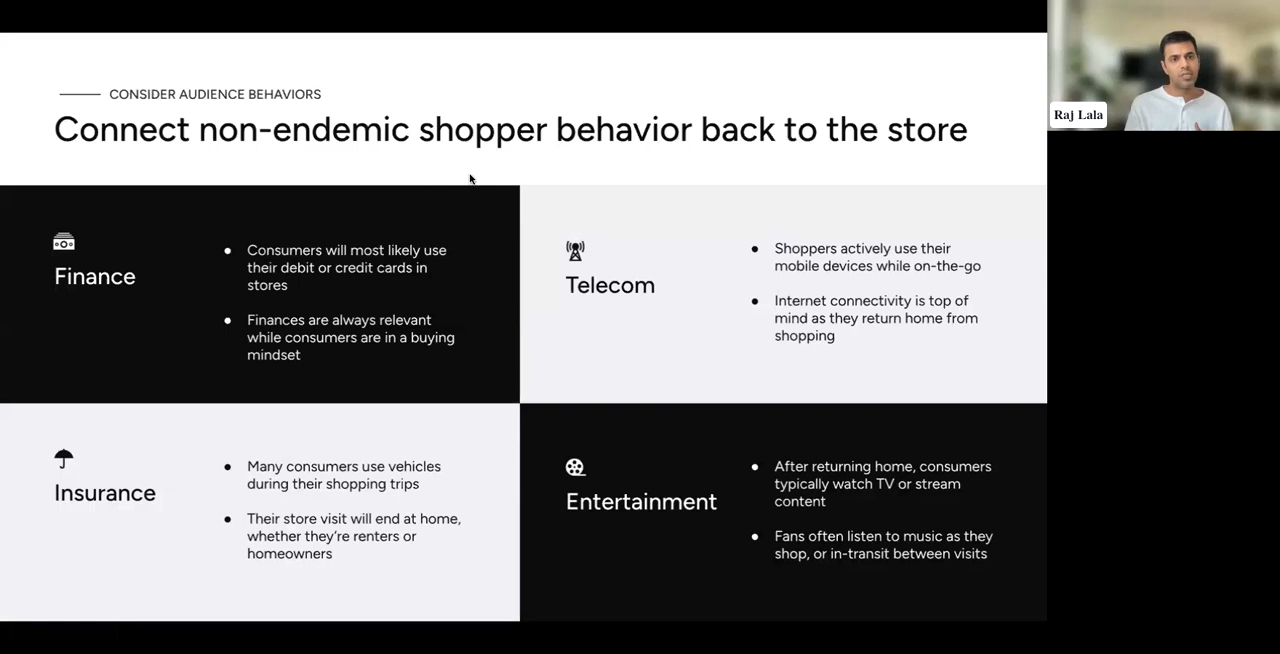 CONSIDER AUDIENCE BEHAVIORS
Connect non-endemic shopper behavior back to the store
Raj Lala
Finance
● Consumers will most likely use
their debit or credit cards in
stores
● Finances are always relevant
while consumers are in a buying
mindset
Telecom
● Shoppers actively use their
mobile devices while on-the-go
● Internet connectivity is top of
mind as they return home from
shopping
Insurance
● Many consumers use vehicles
during their shopping trips
● Their store visit will end at home,
whether they're renters or
homeowners
Entertainment
● After returning home, consumers
typically watch TV or stream
content
● Fans often listen to music as they
shop, or in-transit between visits